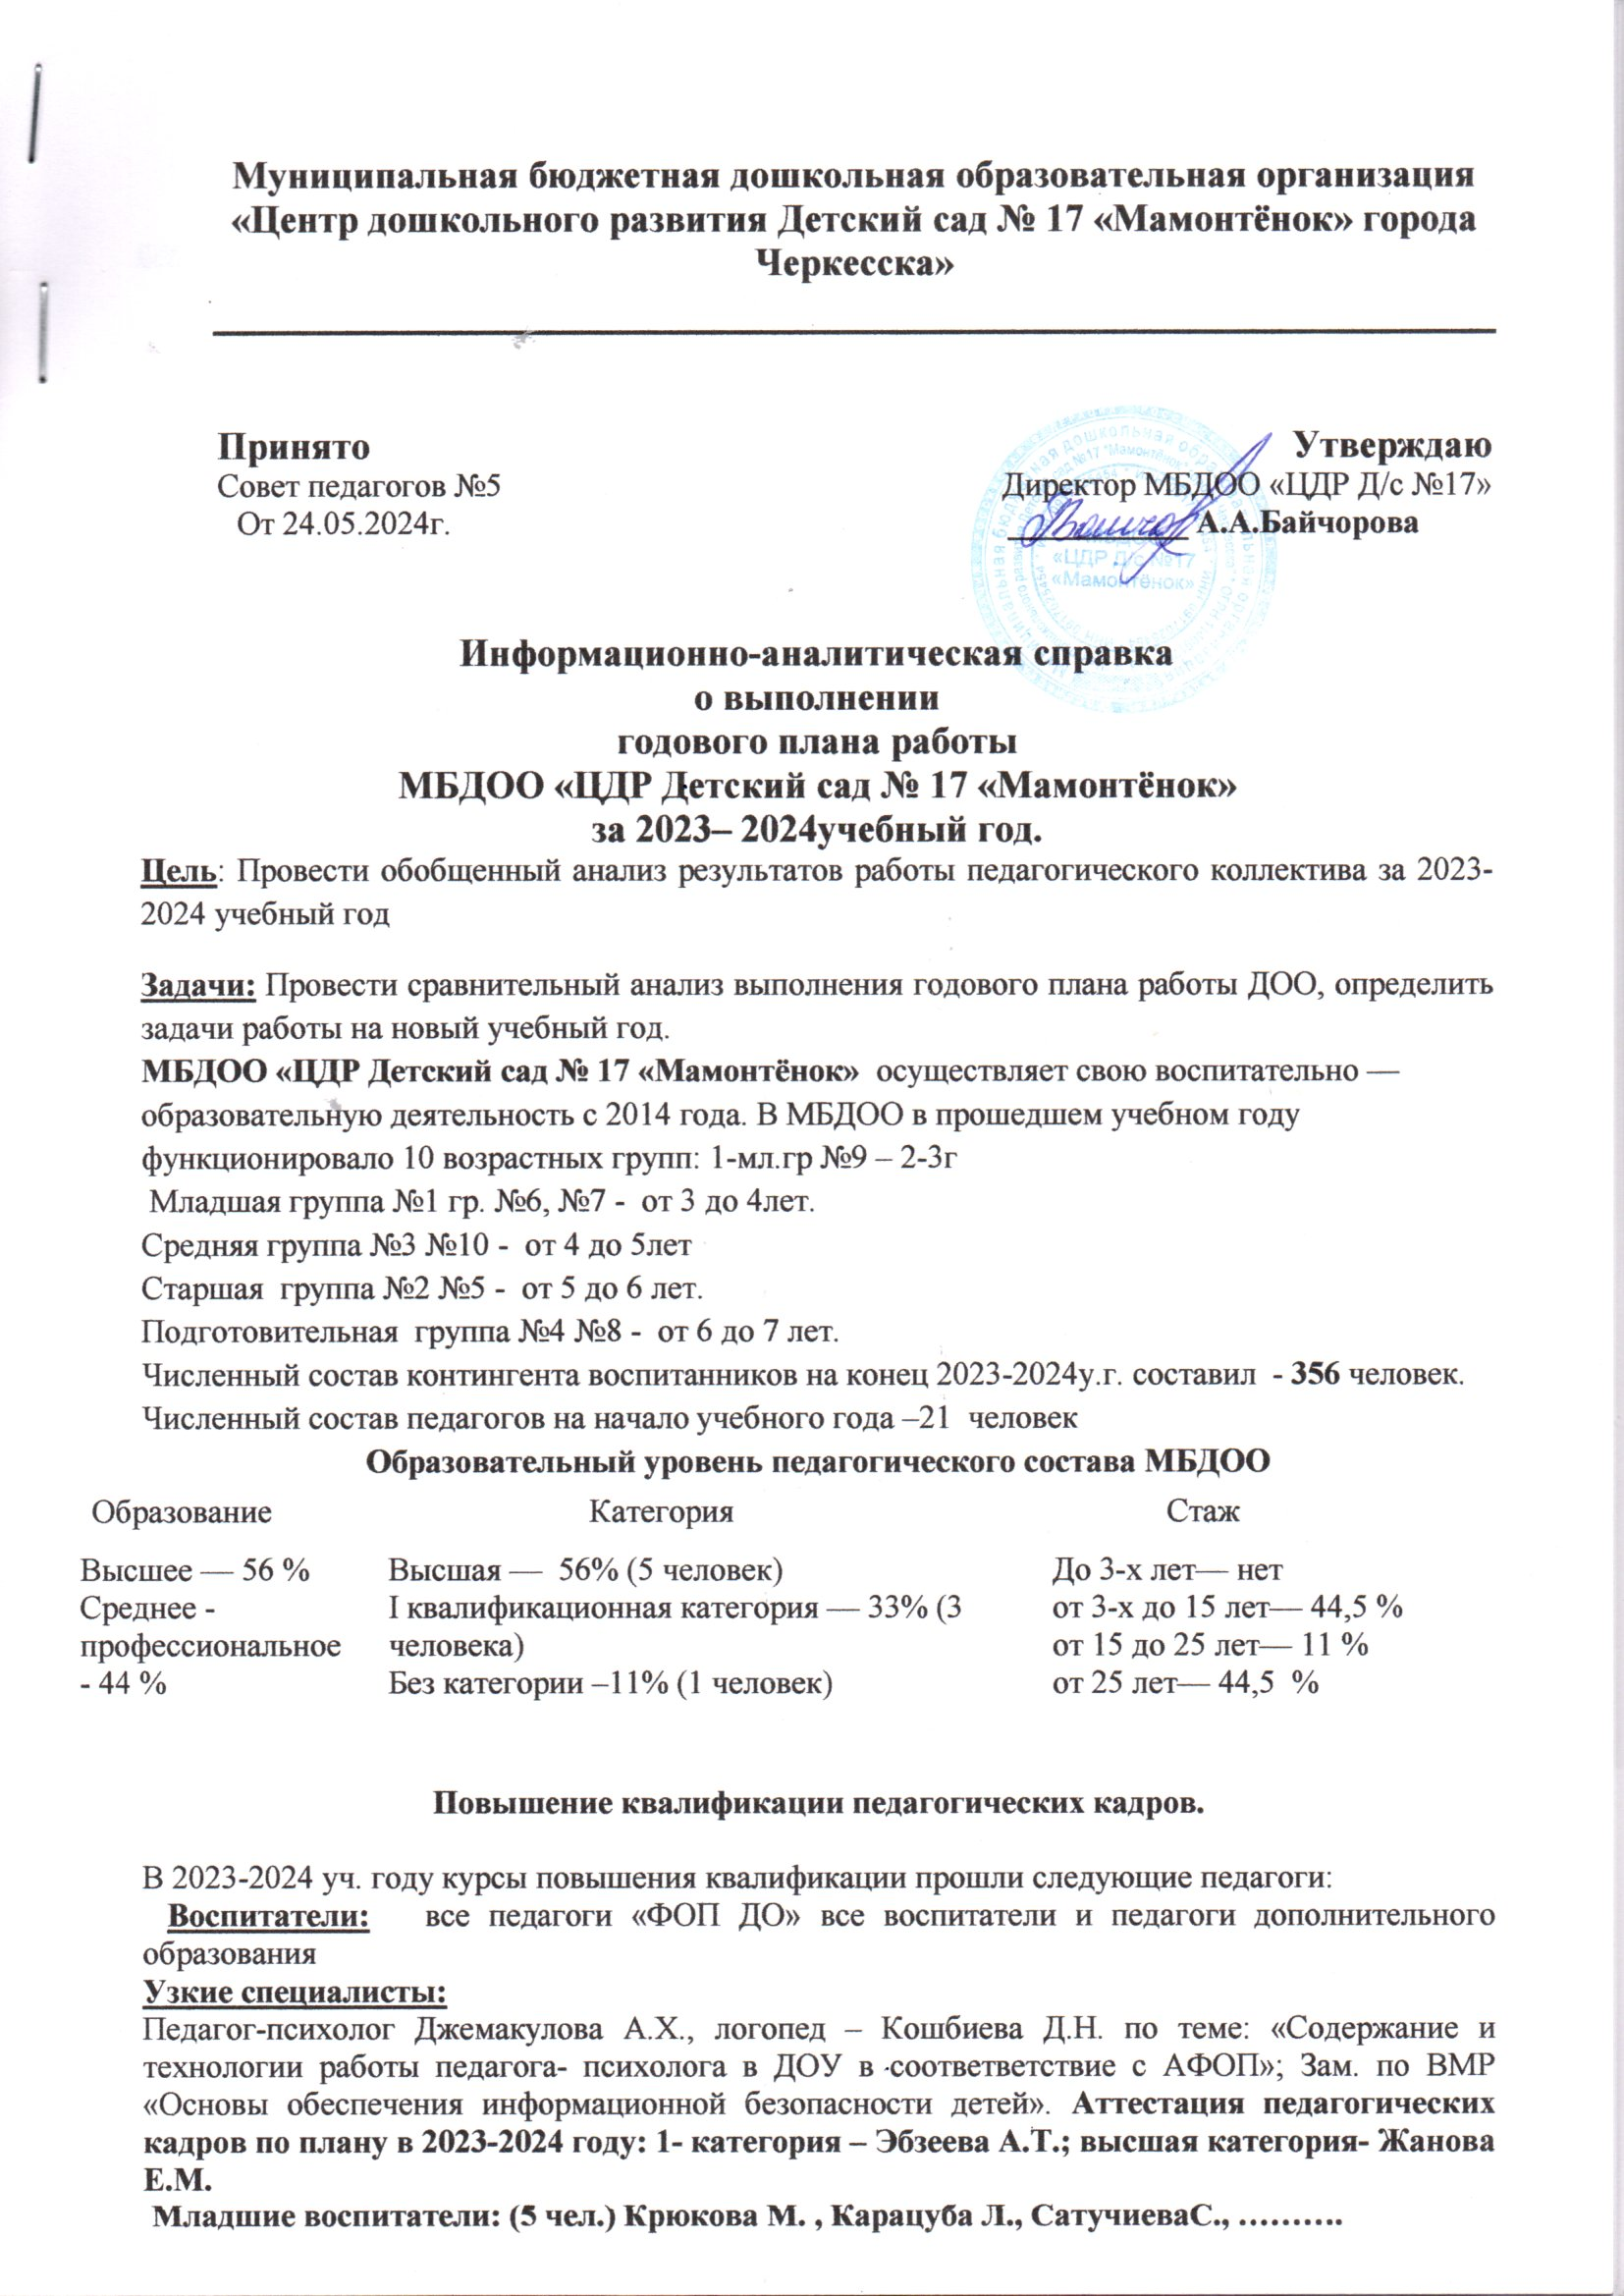 Муниципальная бюджетная дошкольная образовательная организация
«Центр дошкольного развития Детский сад № 17 «Мамонтёнок» города
Черкесска»
Принято
Утверждаю
Совет педагогов №5
Директор МБДОО «ЦДР Д/с №17»
От 24.05.2024г.
А.А.Байчорова
«ЦДР Д/с №17
«Мамонтёнок»
Информационно-аналитическая справка
о выполнении
годового плана работы
МБДОО «ЦДР Детский сад № 17 «Мамонтёнок»
за 2023– 2024учебный год.
Цель: Провести обобщенный анализ результатов работы педагогического коллектива за 2023-
2024 учебный год
Задачи: Провести сравнительный анализ выполнения годового плана работы ДОО, определить
задачи работы на новый учебный год.
МБДОО «ЦДР Детский сад № 17 «Мамонтёнок»  осуществляет свою воспитательно —
образовательную деятельность с 2014 года. В МБДОО в прошедшем учебном году
функционировало 10 возрастных групп: 1-мл.гр №9 – 2-3г
Младшая группа №1 гр. №6, №7 -  от 3 до 4лет.
Средняя группа №3 №10 -  от 4 до 5лет
Старшая  группа №2 №5 -  от 5 до 6 лет.
Подготовительная  группа №4 №8 -  от 6 до 7 лет.
Численный состав контингента воспитанников на конец 2023-2024у.г. составил  - 356 человек.
Численный состав педагогов на начало учебного года –21  человек
Образовательный уровень педагогического состава МБДОО
Образование
Категория
Стаж
Высшее — 56 %
Среднее -
профессиональное
- 44 %
Высшая —  56% (5 человек)
I квалификационная категория — 33% (3
человека)
Без категории –11% (1 человек)
До 3-х лет— нет
от 3-х до 15 лет— 44,5 %
от 15 до 25 лет— 11 %
от 25 лет— 44,5  %
Повышение квалификации педагогических кадров.
В 2023-2024 уч. году курсы повышения квалификации прошли следующие педагоги:
Воспитатели:   все педагоги «ФОП ДО» все воспитатели и педагоги дополнительного
образования
Узкие специалисты:
Педагог-психолог Джемакулова А.Х., логопед – Кошбиева Д.Н. по теме: «Содержание и
технологии работы педагога- психолога в ДОУ в соответветствие с АФОП»; Зам. по ВМР
«Основы обеспечения информационной безопасности детей». Аттестация педагогических
кадров по плану в 2023-2024 году: 1- категория – Эбзеева А.Т.; высшая категория- Жанова
Е.М.
Младшие воспитатели: (5 чел.) Крюкова М. , Карацуба Л., СатучиеваС., ……….